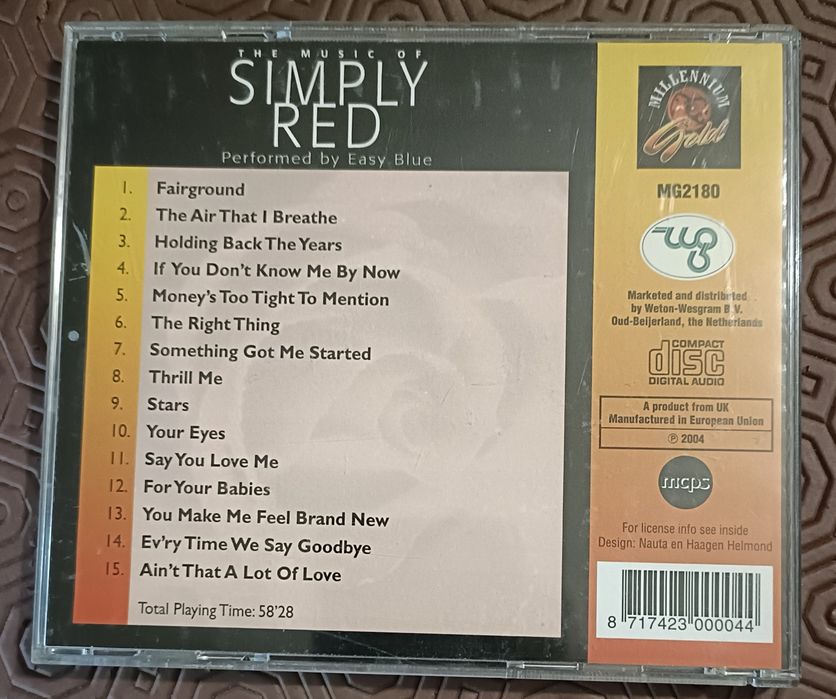 THE MUSIC OF
SIMPLY
RED
Performed by Easy Blue
1. Fairground
2. The Air That I Breathe
3. Holding Back The Years
4. If You Don't Know Me By Now
5. Money's Too Tight To Mention
6. The Right Thing
7. Something Got Me Started
8. Thrill Me
9. Stars
10. Your Eyes
11. Say You Love Me
12. For Your Babies
13. You Make Me Feel Brand New
14. Ev'ry Time We Say Goodbye
15. Ain't That A Lot Of Love
Total Playing Time: 58'28
MILLENNIUM
Gold
MG2180
Marketed and distributed
by Weton-Wesgram B.V.
Oud-Beijerland, the Netherlands
COMPACT
disc
DIGITAL AUDIO
A product from UK
Manufactured in European Union
℗ 2004
mcps
For license info see inside
Design: Nauta en Haagen Helmond
8 717423 000044